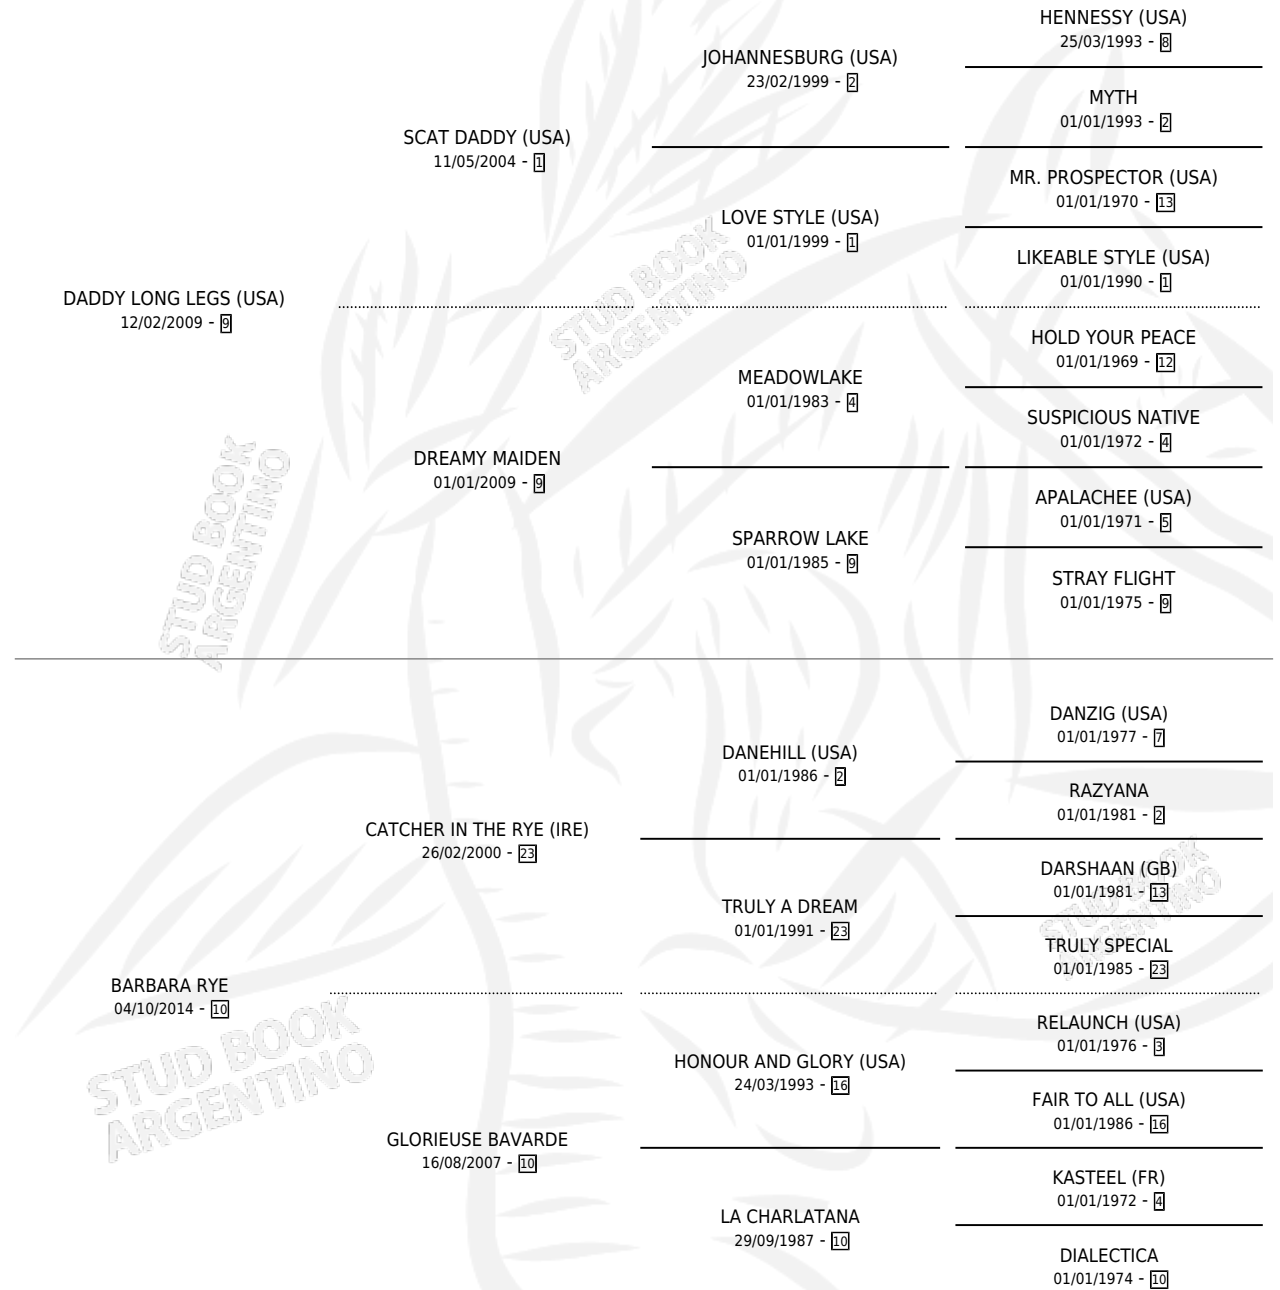 HENNESSY (USA)
25/03/1993 - 8
JOHANNESBURG (USA)
23/02/1999 - 2
MYTH
01/01/1993 - 2
SCAT DADDY (USA)
11/05/2004 - 1
MR. PROSPECTOR (USA)
01/01/1970 - 13
LOVE STYLE (USA)
01/01/1999 - 1
LIKEABLE STYLE (USA)
01/01/1990 - 1
DADDY LONG LEGS (USA)
12/02/2009 - 9
HOLD YOUR PEACE
01/01/1969 - 12
MEADOWLAKE
01/01/1983 - 4
SUSPICIOUS NATIVE
01/01/1972 - 4
DREAMY MAIDEN
01/01/2009 - 9
APALACHEE (USA)
01/01/1971 - 5
SPARROW LAKE
01/01/1985 - 9
STRAY FLIGHT
01/01/1975 - 9
DANZIG (USA)
01/01/1977 - 7
DANEHILL (USA)
01/01/1986 - 2
RAZYANA
01/01/1981 - 2
CATCHER IN THE RYE (IRE)
26/02/2000 - 23
DARSHAAN (GB)
01/01/1981 - 13
TRULY A DREAM
01/01/1991 - 23
TRULY SPECIAL
01/01/1985 - 23
BARBARA RYE
04/10/2014 - 10
RELAUNCH (USA)
01/01/1976 - 3
HONOUR AND GLORY (USA)
24/03/1993 - 16
FAIR TO ALL (USA)
01/01/1986 - 16
GLORIEUSE BAVARDE
16/08/2007 - 10
KASTEEL (FR)
01/01/1972 - 4
LA CHARLATANA
29/09/1987 - 10
DIALECTICA
01/01/1974 - 10
STUD BOOK
ARGENTINO
STUD BOOK
ARGENTINO
STUD BOOK
ARGENTINO
STUD BOOK
ARGENTINO